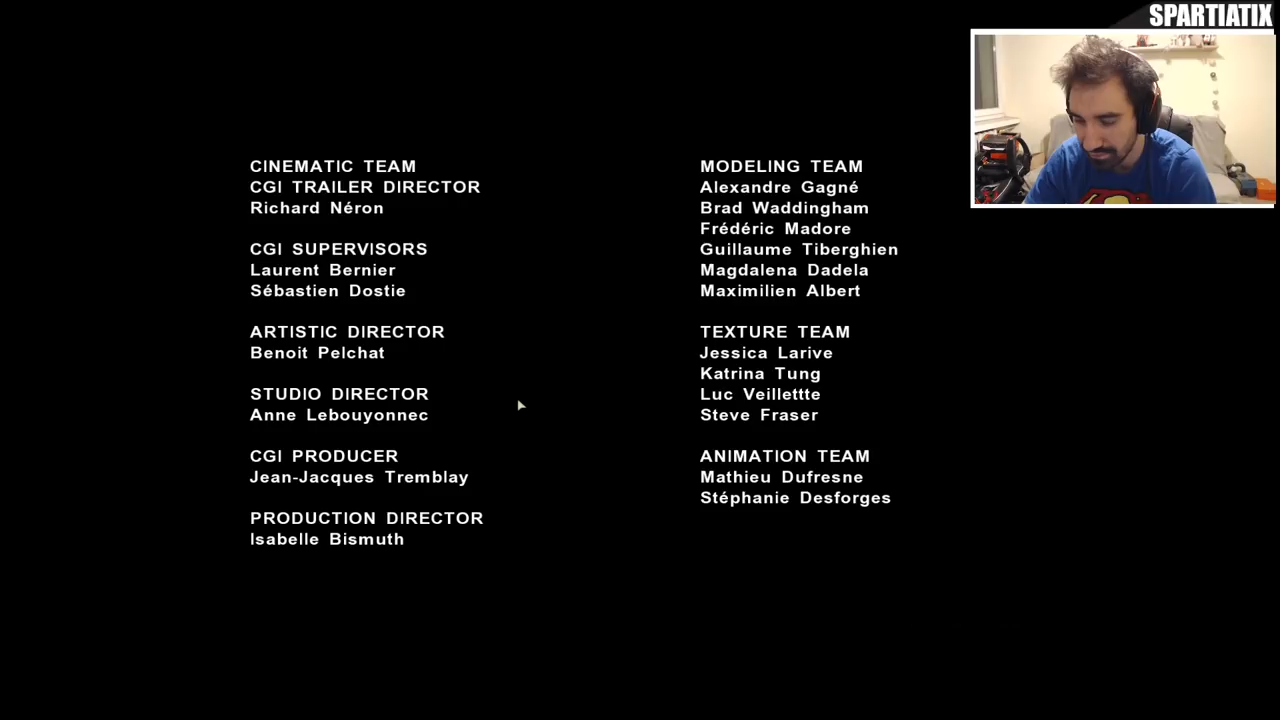 SPARTIATIX
CINEMATIC TEAM
CGI TRAILER DIRECTOR
Richard Néron
CGI SUPERVISORS
Laurent Bernier
Sébastien Dostie
ARTISTIC DIRECTOR
Benoit Pelchat
STUDIO DIRECTOR
Anne Lebouyonnec
CGI PRODUCER
Jean-Jacques Tremblay
PRODUCTION DIRECTOR
Isabelle Bismuth
MODELING TEAM
Alexandre Gagné
Brad Waddingham
Frédéric Madore
Guillaume Tiberghien
Magdalena Dadela
Maximilien Albert
TEXTURE TEAM
Jessica Larive
Katrina Tung
Luc Veillettte
Steve Fraser
ANIMATION TEAM
Mathieu Dufresne
Stéphanie Desforges